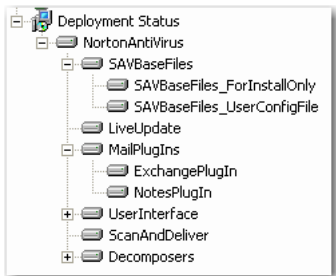 Deployment Status
NortonAntiVirus
SAVBaseFiles
SAVBaseFiles_ForInstallOnly
SAVBaseFiles_UserConfigFile
LiveUpdate
MailPlugIns
ExchangePlugIn
NotesPlugIn
UserInterface
ScanAndDeliver
Decomposers